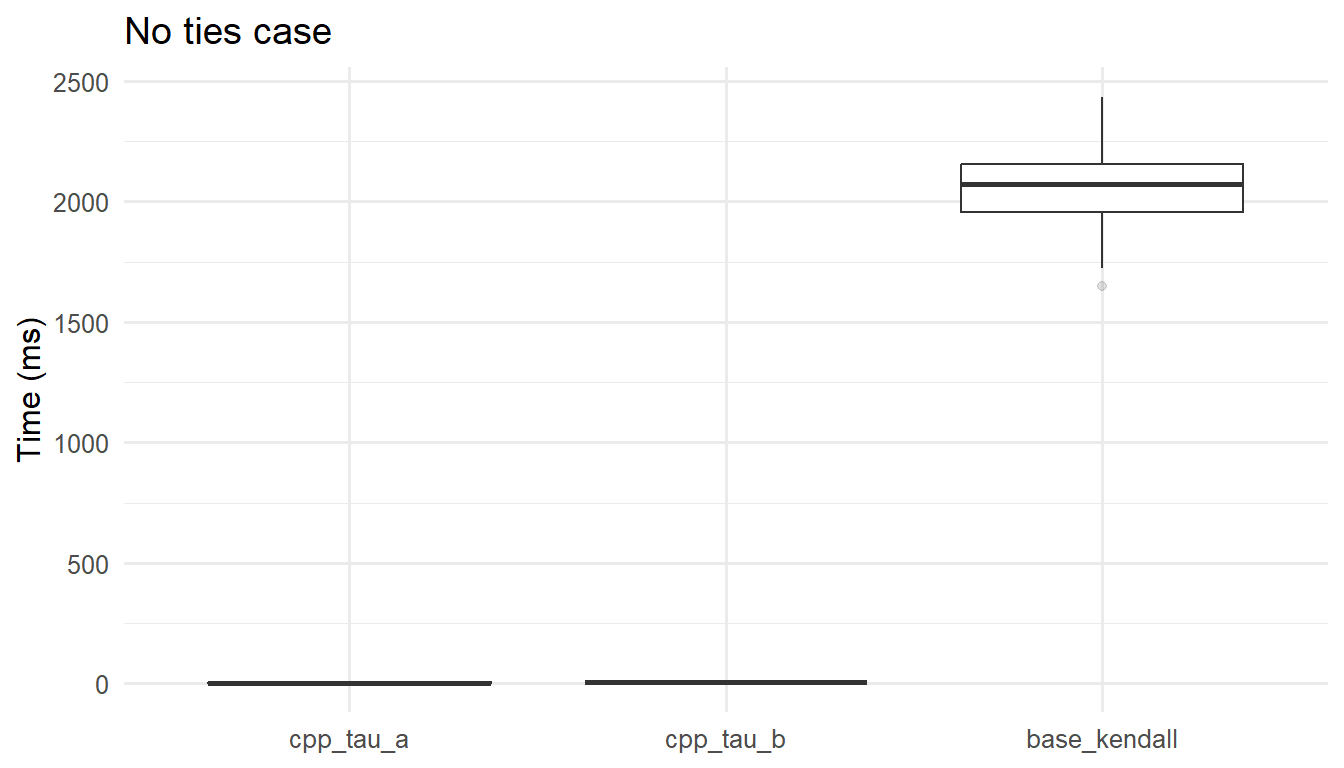 No ties case
Time (ms)
2500
2000
1500
1000
500
0
cpp_tau_a
cpp_tau_b
base_kendall